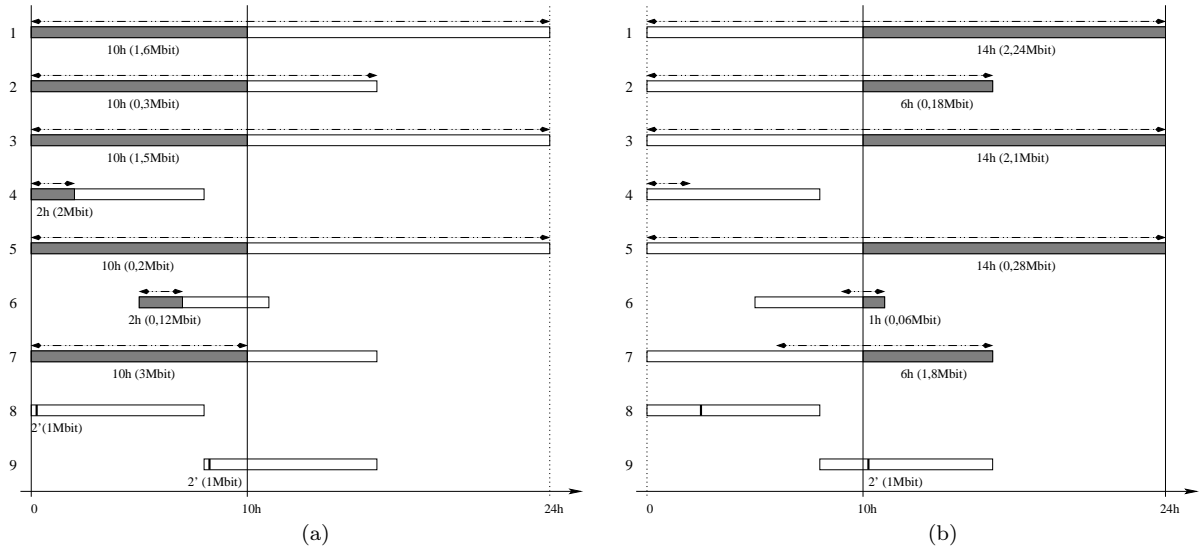 1
10h (1,6Mbit)
2
10h (0,3Mbit)
3
10h (1,5Mbit)
4
2h (2Mbit)
5
10h (0,2Mbit)
6
2h (0,12Mbit)
7
10h (3Mbit)
8
2'(1Mbit)
9
2' (1Mbit)
0 10h 24h
(a)
1
14h (2,24Mbit)
2
6h (0,18Mbit)
3
14h (2,1Mbit)
4
5
14h (0,28Mbit)
6
1h (0,06Mbit)
7
6h (1,8Mbit)
8
9
2' (1Mbit)
0 10h 24h
(b)